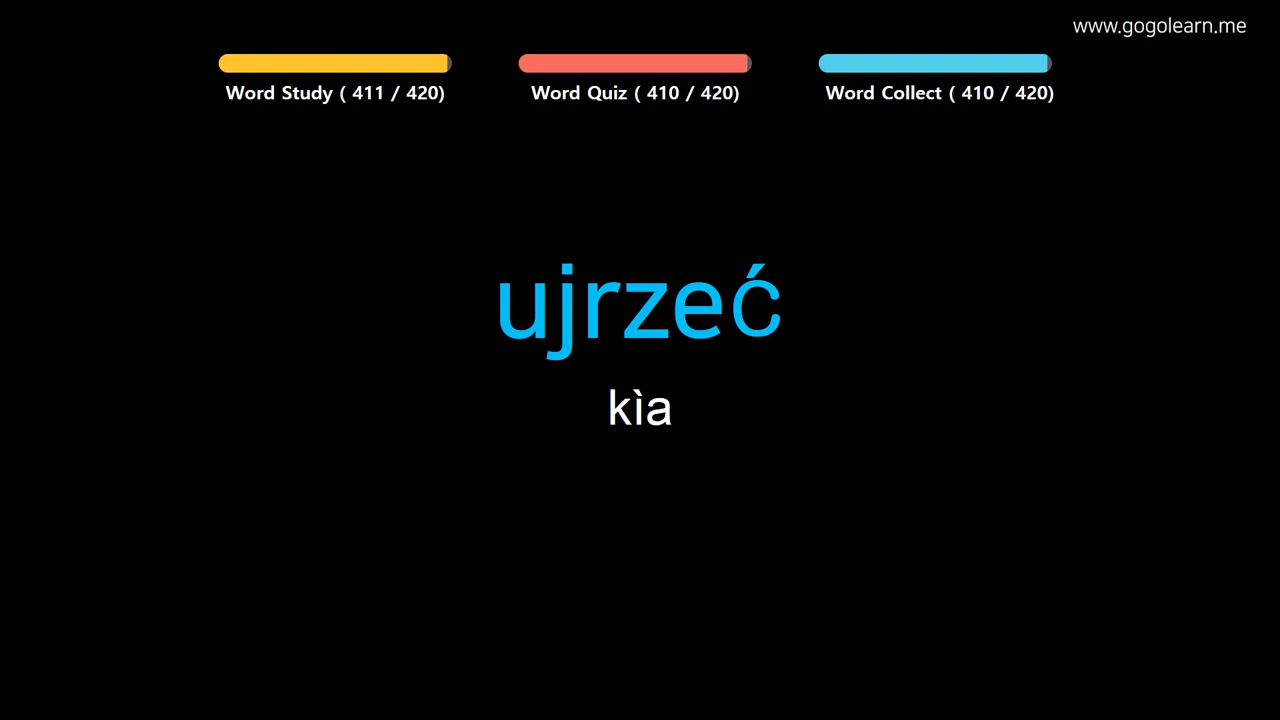 www.gogolearn.me
Word Study ( 411 / 420)
Word Quiz ( 410 / 420)
Word Collect ( 410 / 420)
ujrzeć
kìa